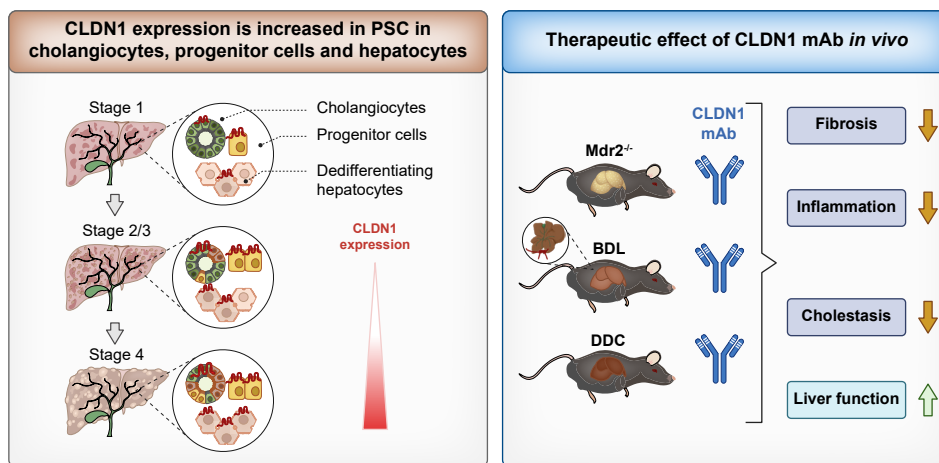 CLDN1 expression is increased in PSC in
cholangiocytes, progenitor cells and hepatocytes
Stage 1
Cholangiocytes
Progenitor cells
Dedifferentiating
hepatocytes
Stage 2/3
CLDN1
expression
Stage 4
Therapeutic effect of CLDN1 mAb in vivo
CLDN1
mAb
Mdr2-/-
BDL
DDC
Fibrosis
Inflammation
Cholestasis
Liver function